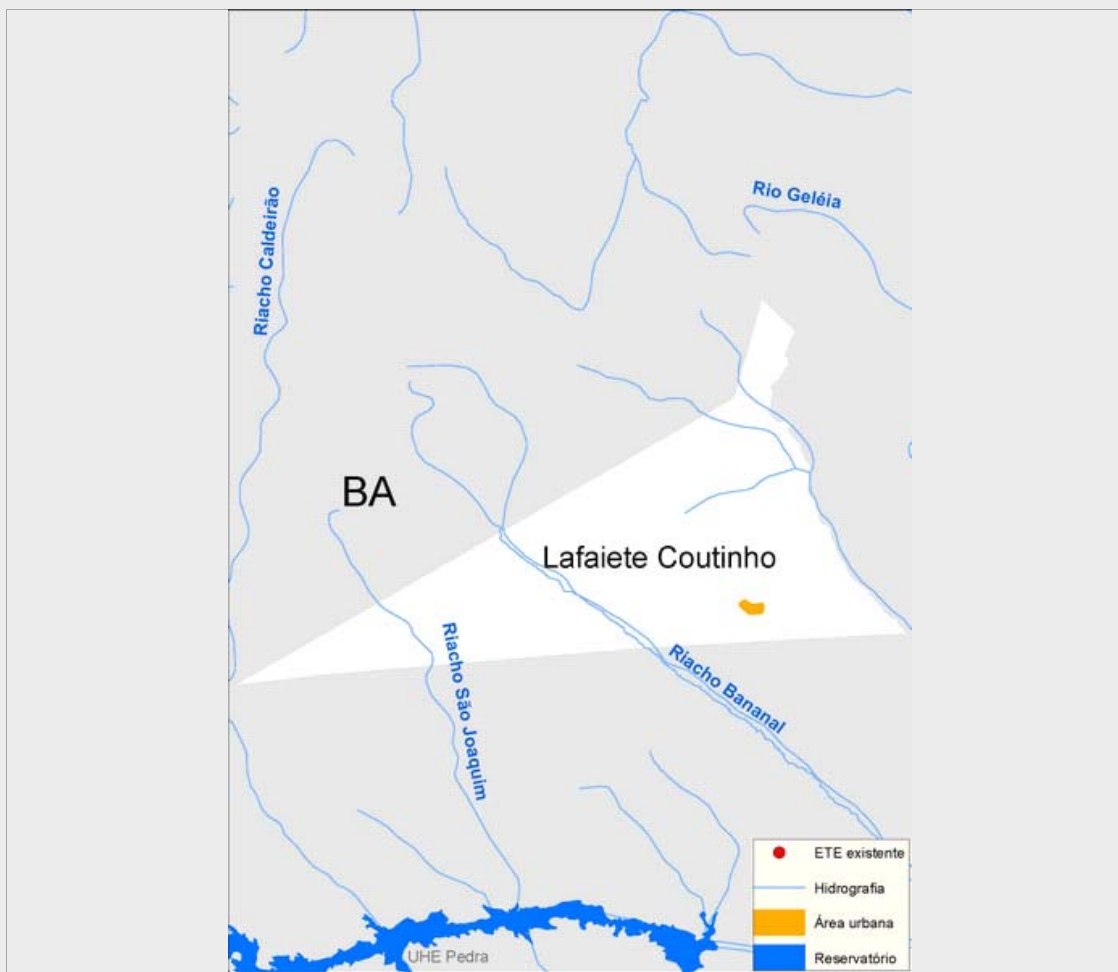 Rio Geléia
Riacho Caldeirão
BA
Lafaiete Coutinho
Riacho São Joaquim
Riacho Bananal
UHE Pedra
ETE existente
Hidrografia
Área urbana
Reservatório